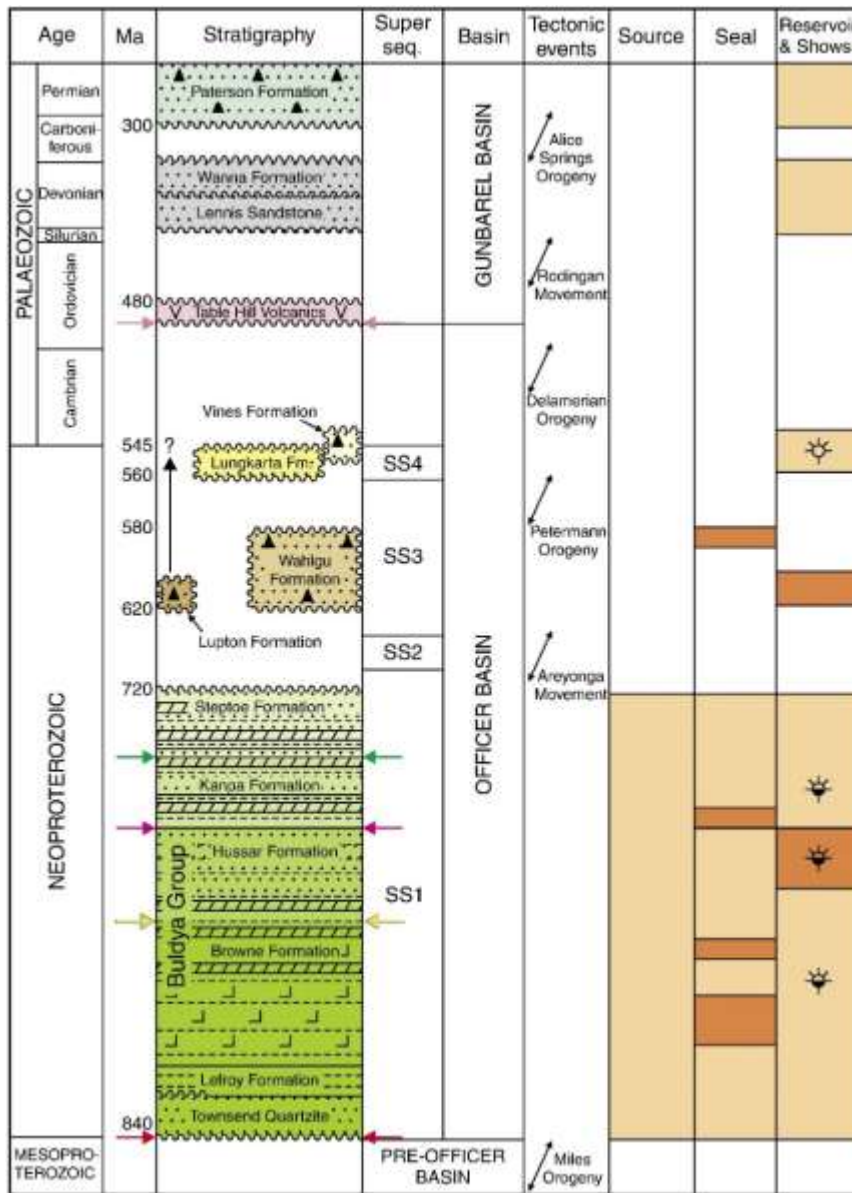 Age
Ma
Stratigraphy
Super
seq.
Basin
Tectonic
events
Source
Seal
Reservoir
& Shows
PALAEOZOIC
Permian
Carboni-
ferous
Devonian
Silurian
Ordovician
Cambrian
NEOPROTEROZOIC
MESOPRO-
TEROZOIC
300
480
545
560
580
620
720
840
Paterson Formation
Wanna Formation
Lennis Sandstone
V Table Hill Volcanics V
Vines Formation
?
Lungkarta Fm.
Wahlgu
Formation
Lupton Formation
Steptoe Formation
Kanpa Formation
Hussar Formation
Browne Formation
Lefroy Formation
Townsend Quartzite
Buldya Group
SS4
SS3
SS2
SS1
GUNBAREL BASIN
OFFICER BASIN
PRE-OFFICER
BASIN
Alice
Springs
Orogeny
Rodingan
Movement
Delamerian
Orogeny
Petermann
Orogeny
Areyonga
Movement
Miles
Orogeny